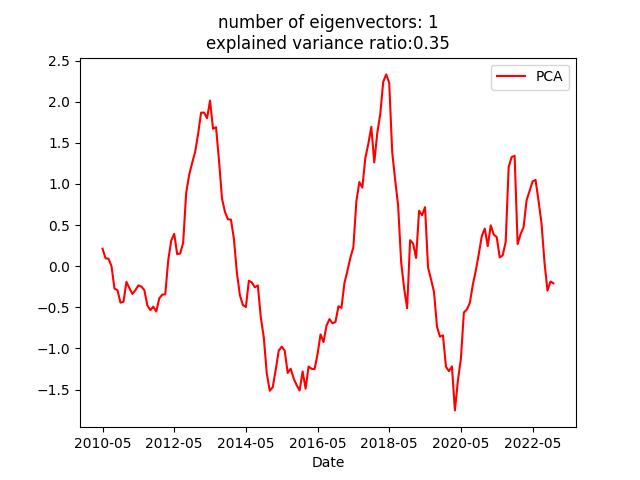 number of eigenvectors: 1
explained variance ratio:0.35
PCA
2.5
2.0
1.5
1.0
0.5
0.0
−0.5
−1.0
−1.5
2010-05 2012-05 2014-05 2016-05 2018-05 2020-05 2022-05
Date